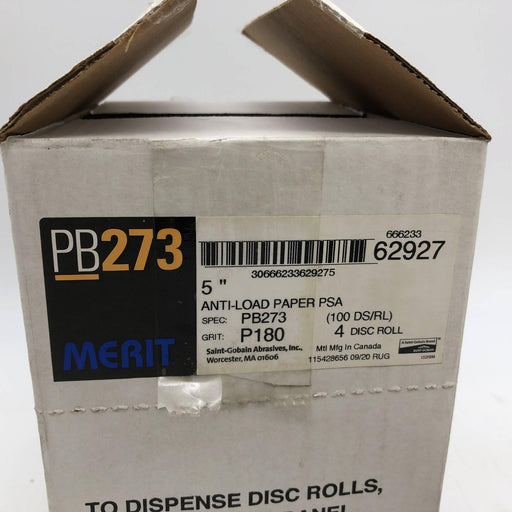 PB273
MERIT
666233
62927
30666233629275
5 "
ANTI-LOAD PAPER PSA
SPEC: PB273 (100 DS/RL)
GRIT: P180 4 DISC ROLL
Saint-Gobain Abrasives, Inc. Mtl Mfg In Canada
Worcester, MA 01606 115428656 09/20 RUG
TO DISPENSE DISC ROLLS,